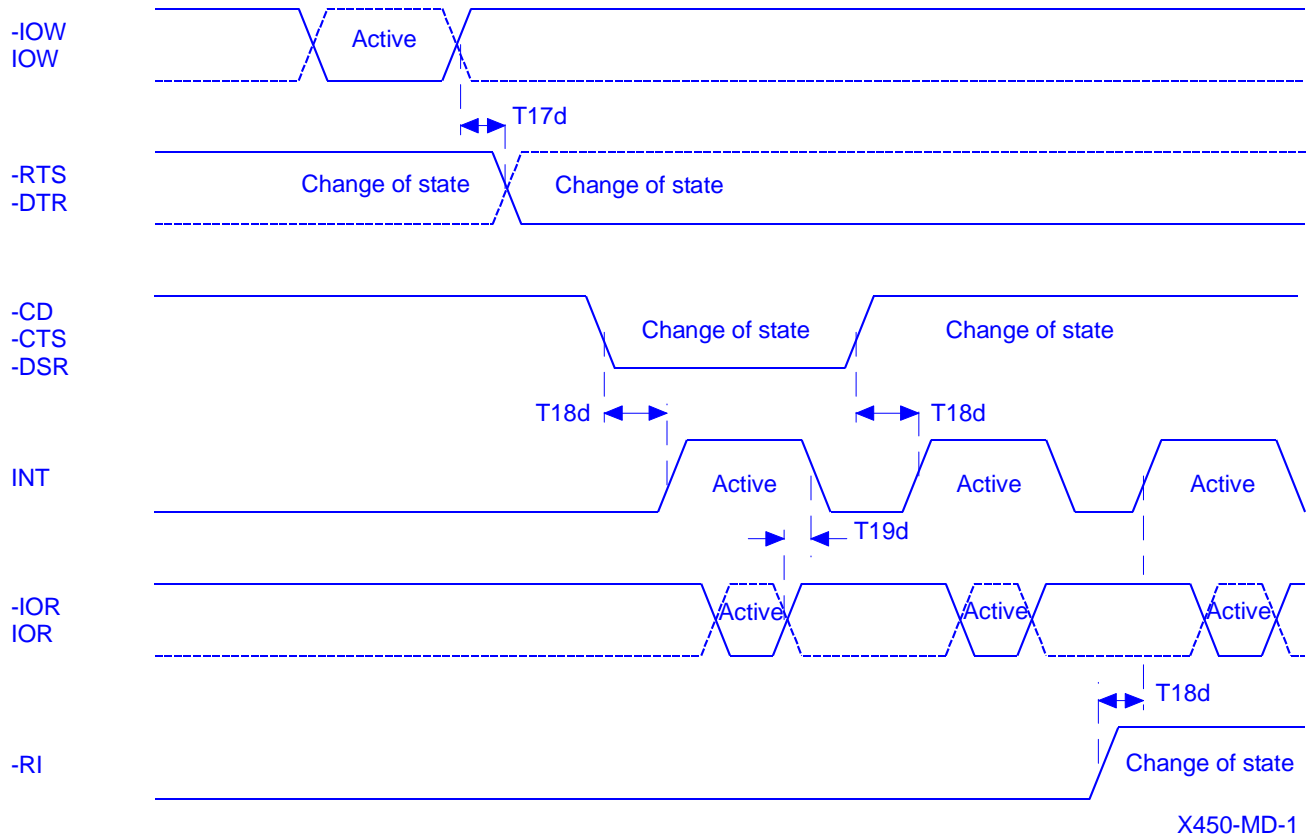 -IOW
IOW
Active
T17d
-RTS
-DTR
Change of state
Change of state
-CD
-CTS
-DSR
Change of state
Change of state
T18d
T18d
INT
Active
Active
Active
T19d
-IOR
IOR
Active
Active
Active
T18d
-RI
Change of state
X450-MD-1